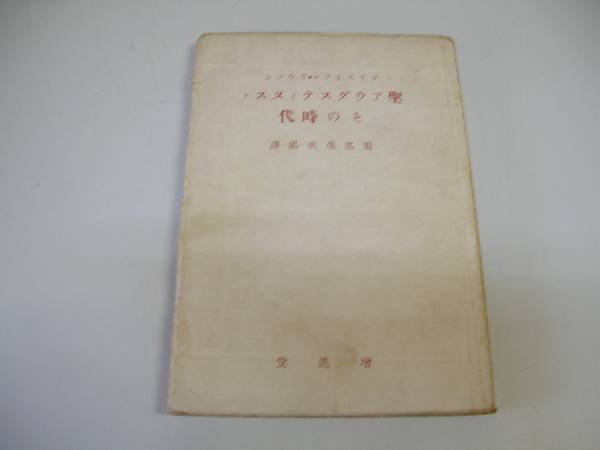 クリストファ・ドウソン
聖アウグスティヌスと
その時代
服部英次郎譯
增進堂